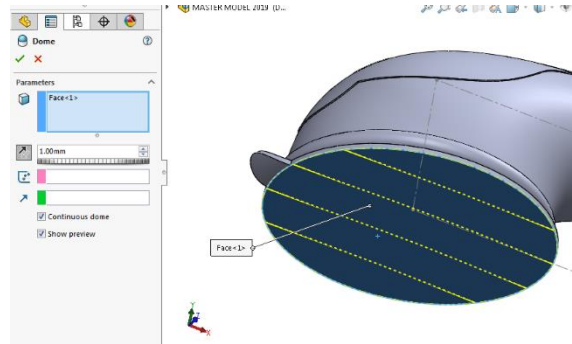 MASTER MODEL 2019 (D...
Dome
Parameters
Face<1>
1.00mm
Continuous dome
Show preview
Face<1>
Y
Z
X